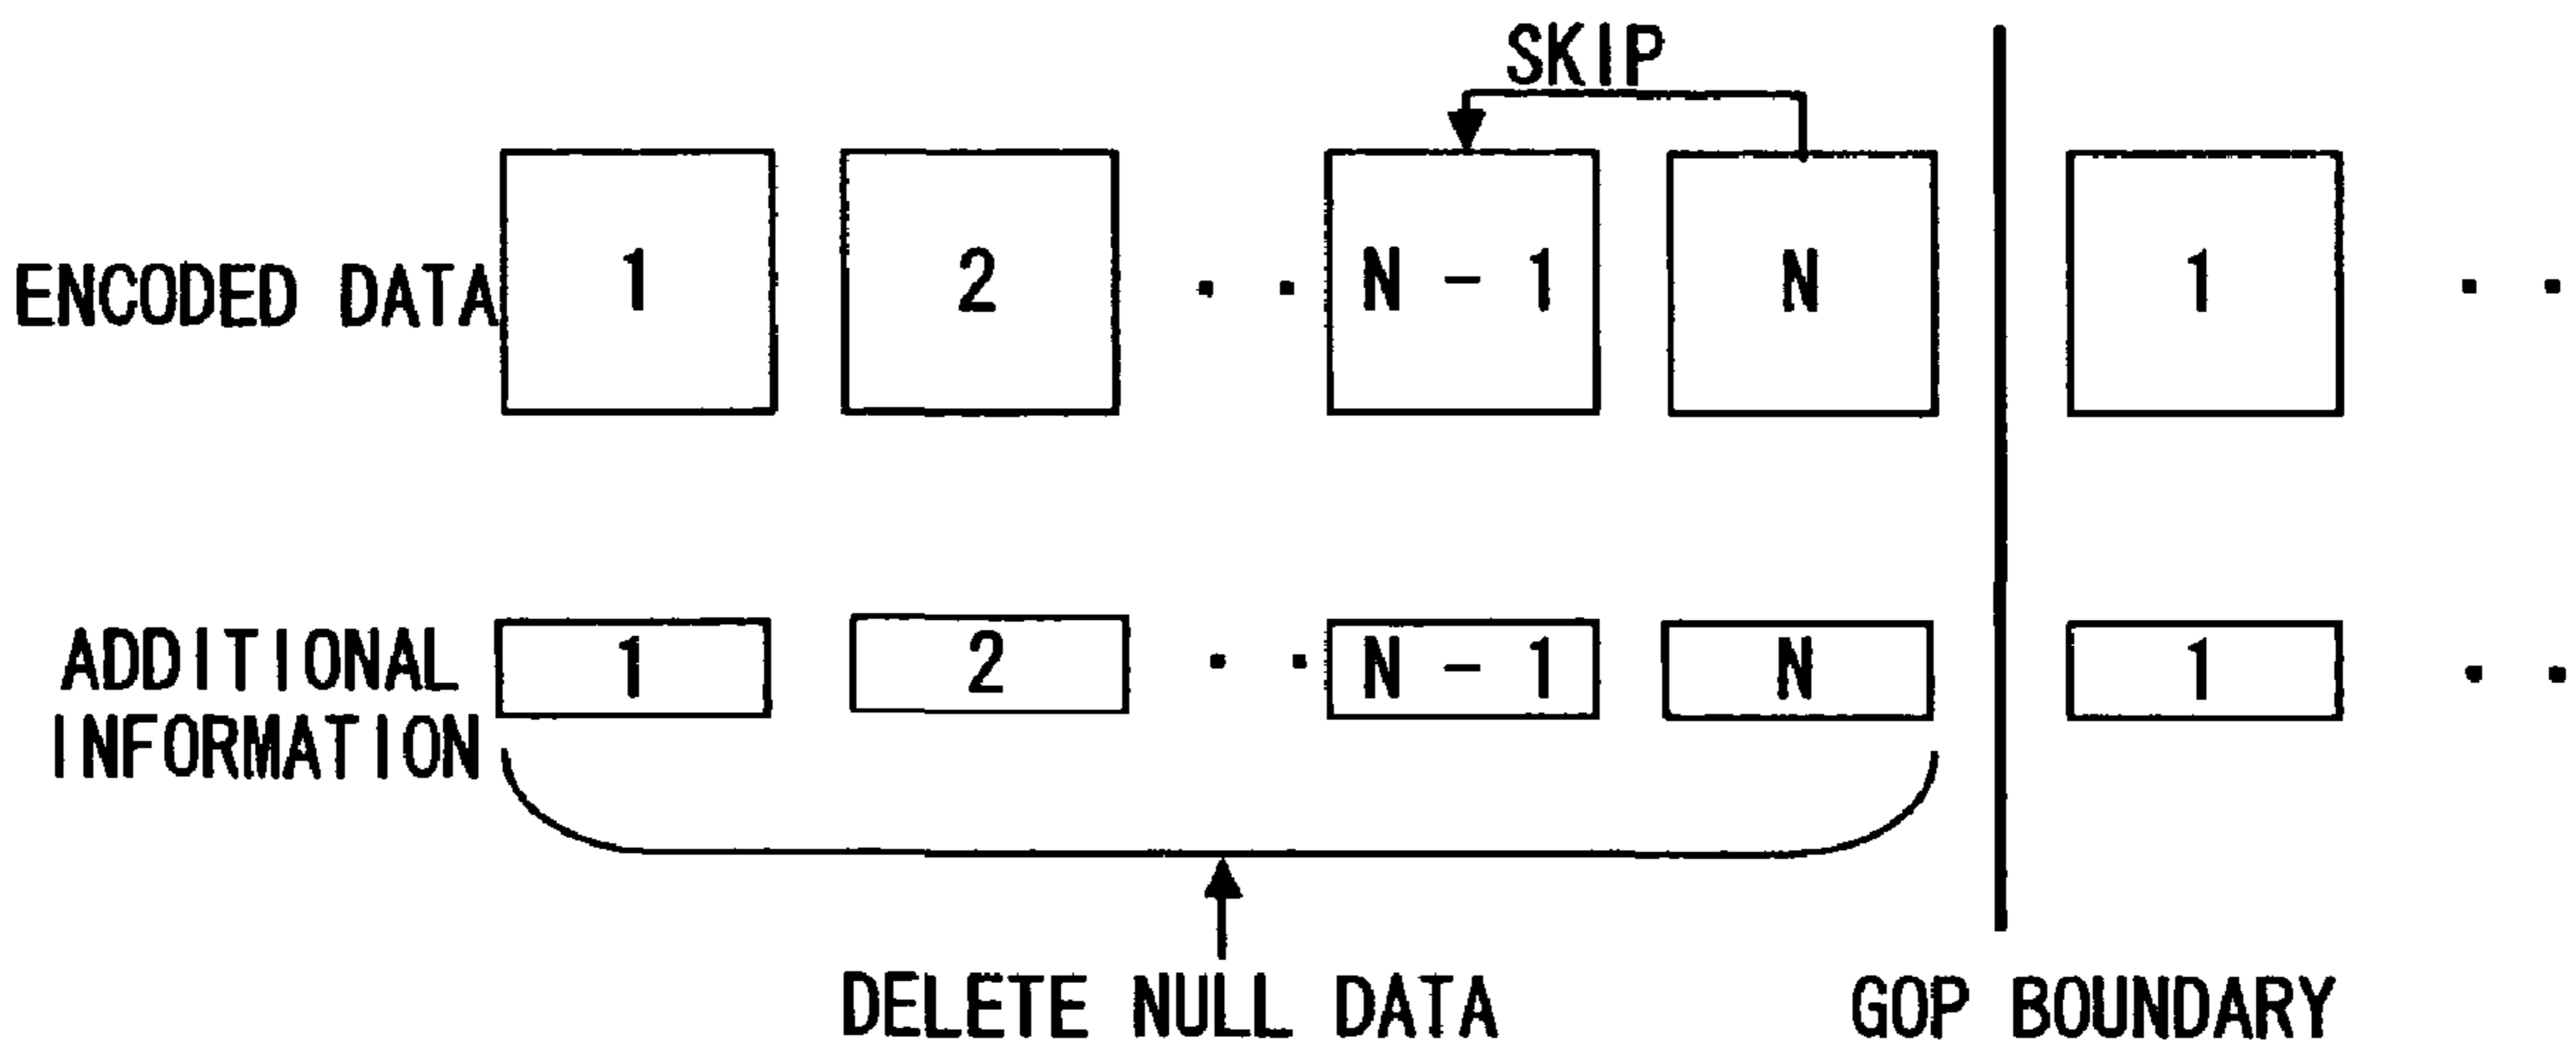 SKIP
ENCODED DATA 1 2 · · N - 1 N 1 · ·
ADDITIONAL
INFORMATION
1 2 · · N - 1 N 1 · ·
DELETE NULL DATA
GOP BOUNDARY